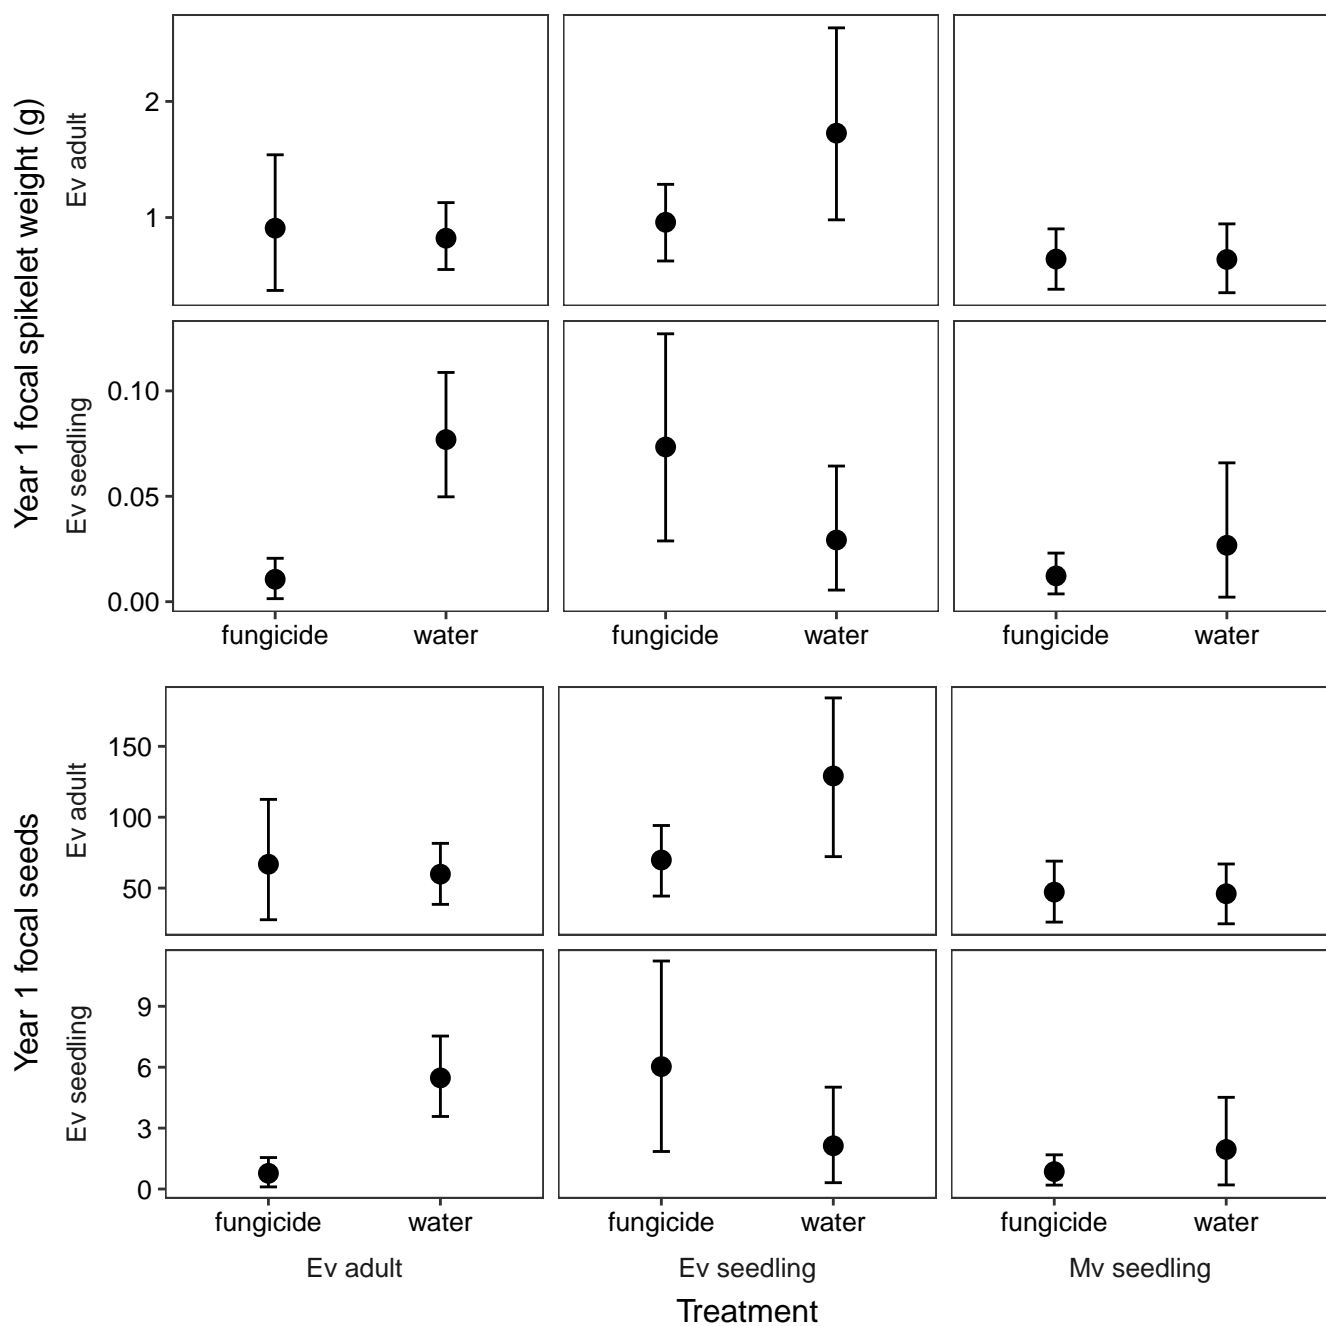 Year 1 focal spikelet weight (g)
Ev adult
2
1
Ev seedling
0.10
0.05
0.00
fungicide water fungicide water fungicide water
Year 1 focal seeds
Ev adult
150
100
50
Ev seedling
9
6
3
0
fungicide water fungicide water fungicide water
Ev adult Ev seedling Mv seedling
Treatment